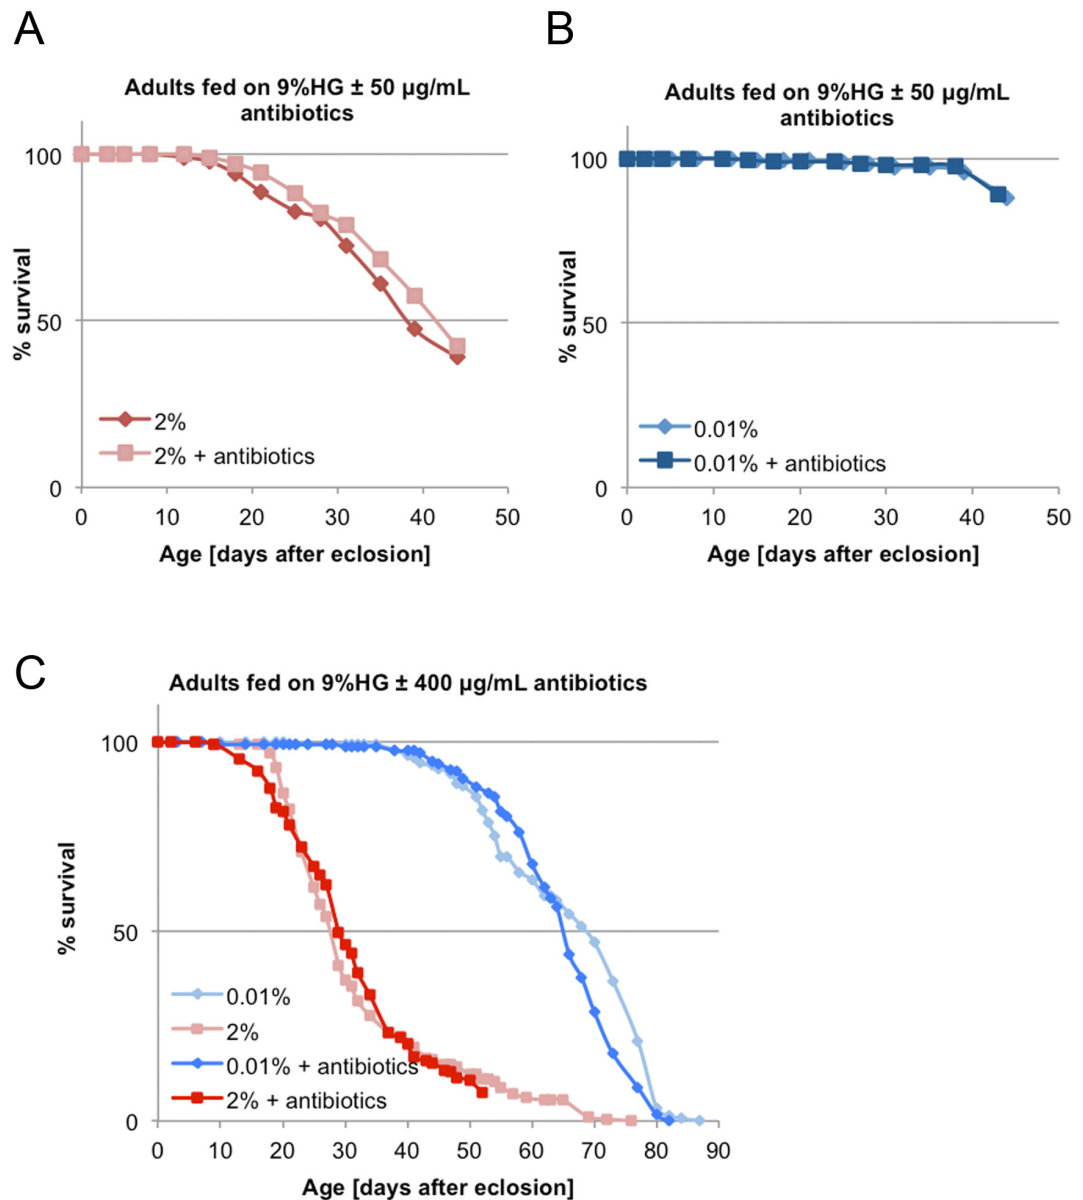 A
Adults fed on 9%HG ± 50 µg/mL
antibiotics
% survival
100
50
0
2%
2% + antibiotics
0 10 20 30 40 50
Age [days after eclosion]
B
Adults fed on 9%HG ± 50 µg/mL
antibiotics
% survival
100
50
0
0.01%
0.01% + antibiotics
0 10 20 30 40 50
Age [days after eclosion]
C
Adults fed on 9%HG ± 400 µg/mL antibiotics
% survival
100
50
0
0.01%
2%
0.01% + antibiotics
2% + antibiotics
0 10 20 30 40 50 60 70 80 90
Age [days after eclosion]